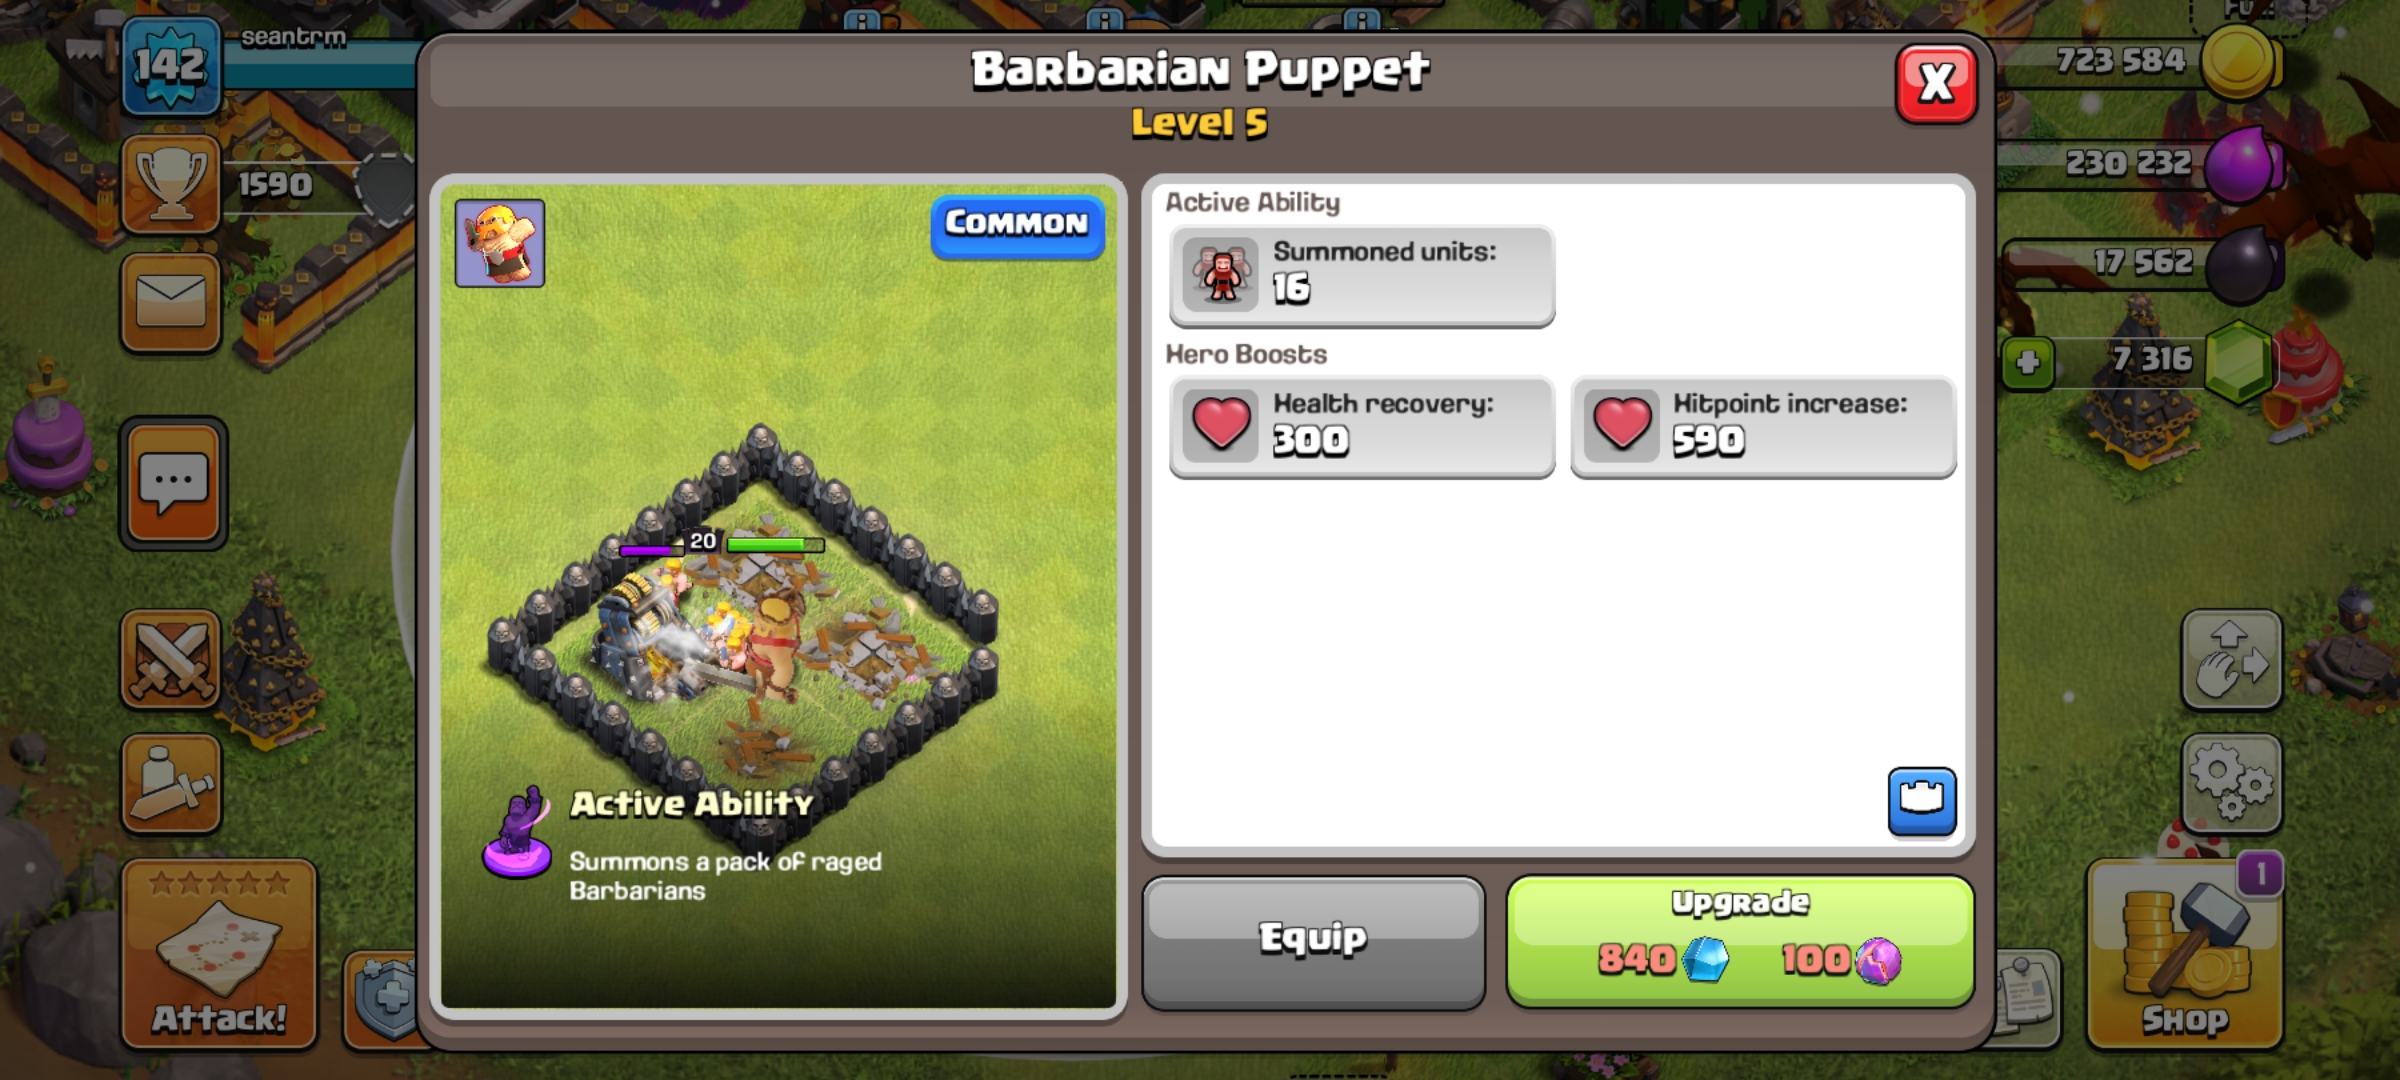 142
seantrm
1590
Attack!
Barbarian Puppet
Level 5
X
Common
20
Active Ability
Summons a pack of raged
Barbarians
Active Ability
Summoned units:
16
Hero Boosts
Health recovery:
300
Hitpoint increase:
590
Equip
Upgrade
840 100
723 584
230 232
17 562
7 316
1
Shop